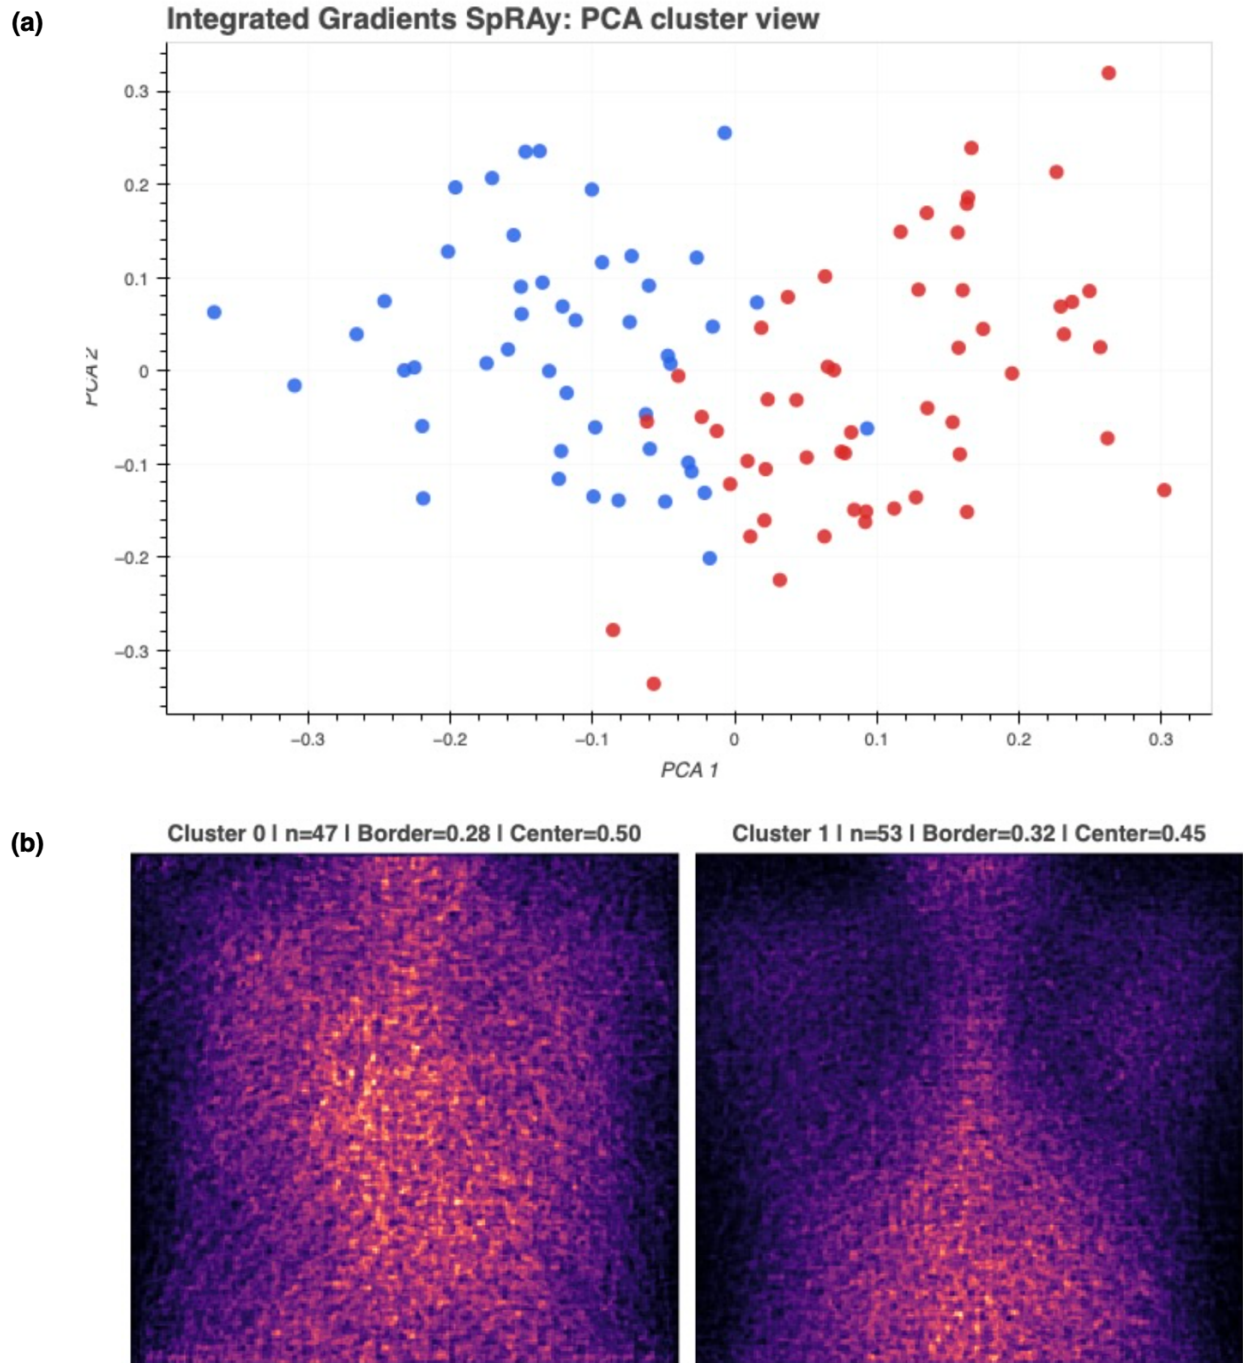 (a)
Integrated Gradients SpRAy: PCA cluster view
0.3
0.2
0.1
0
−0.1
−0.2
−0.3
PCA 2
−0.3
−0.2
−0.1
0
0.1
0.2
0.3
PCA 1
(b)
Cluster 0 | n=47 | Border=0.28 | Center=0.50
Cluster 1 | n=53 | Border=0.32 | Center=0.45